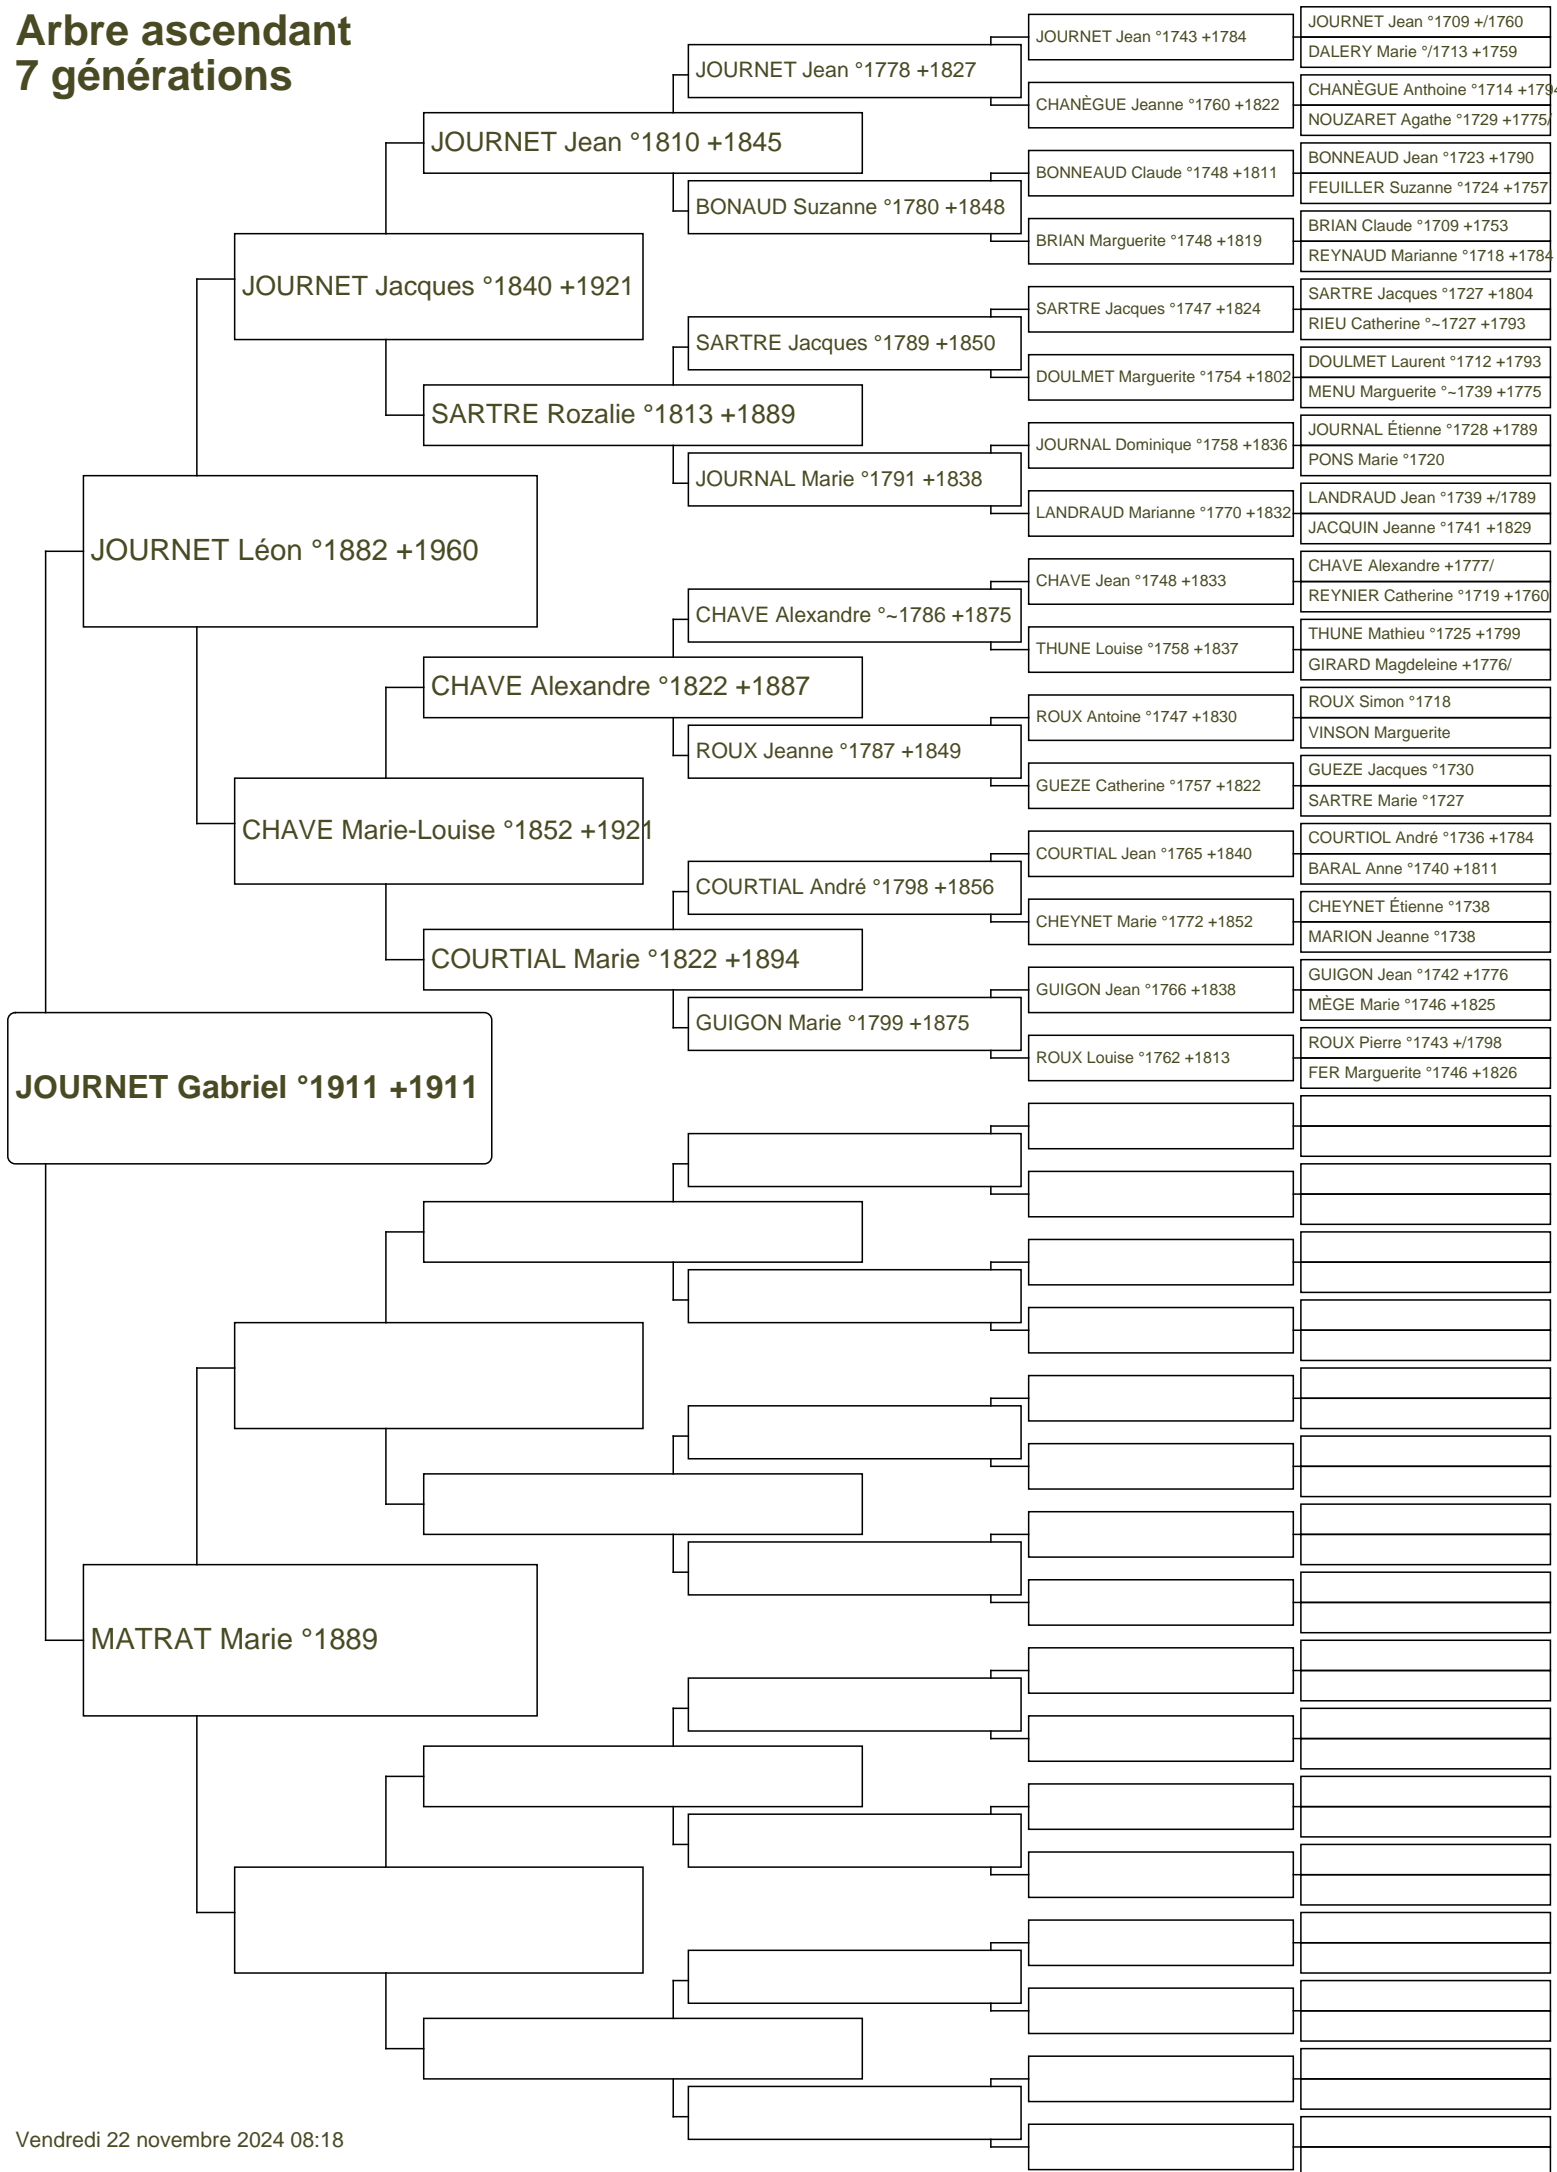 Arbre ascendant
7 générations
JOURNET Gabriel °1911 +1911
JOURNET Léon °1882 +1960
MATRAT Marie °1889
JOURNET Jacques °1840 +1921
CHAVE Marie-Louise °1852 +1921
JOURNET Jean °1810 +1845
SARTRE Rozalie °1813 +1889
CHAVE Alexandre °1822 +1887
COURTIAL Marie °1822 +1894
JOURNET Jean °1778 +1827
BONAUD Suzanne °1780 +1848
SARTRE Jacques °1789 +1850
JOURNAL Marie °1791 +1838
CHAVE Alexandre °~1786 +1875
ROUX Jeanne °1787 +1849
COURTIAL André °1798 +1856
GUIGON Marie °1799 +1875
JOURNET Jean °1743 +1784
CHANÈGUE Jeanne °1760 +1822
BONNEAUD Claude °1748 +1811
BRIAN Marguerite °1748 +1819
SARTRE Jacques °1747 +1824
DOULMET Marguerite °1754 +1802
JOURNAL Dominique °1758 +1836
LANDRAUD Marianne °1770 +1832
CHAVE Jean °1748 +1833
THUNE Louise °1758 +1837
ROUX Antoine °1747 +1830
GUEZE Catherine °1757 +1822
COURTIAL Jean °1765 +1840
CHEYNET Marie °1772 +1852
GUIGON Jean °1766 +1838
ROUX Louise °1762 +1813
JOURNET Jean °1709 +/1760
DALERY Marie °/1713 +1759
CHANÈGUE Anthoine °1714 +1794
NOUZARET Agathe °1729 +1775/
BONNEAUD Jean °1723 +1790
FEUILLER Suzanne °1724 +1757
BRIAN Claude °1709 +1753
REYNAUD Marianne °1718 +1784
SARTRE Jacques °1727 +1804
RIEU Catherine °~1727 +1793
DOULMET Laurent °1712 +1793
MENU Marguerite °~1739 +1775
JOURNAL Étienne °1728 +1789
PONS Marie °1720
LANDRAUD Jean °1739 +/1789
JACQUIN Jeanne °1741 +1829
CHAVE Alexandre +1777/
REYNIER Catherine °1719 +1760
THUNE Mathieu °1725 +1799
GIRARD Magdeleine +1776/
ROUX Simon °1718
VINSON Marguerite
GUEZE Jacques °1730
SARTRE Marie °1727
COURTIOL André °1736 +1784
BARAL Anne °1740 +1811
CHEYNET Étienne °1738
MARION Jeanne °1738
GUIGON Jean °1742 +1776
MÈGE Marie °1746 +1825
ROUX Pierre °1743 +/1798
FER Marguerite °1746 +1826
Vendredi 22 novembre 2024 08:18